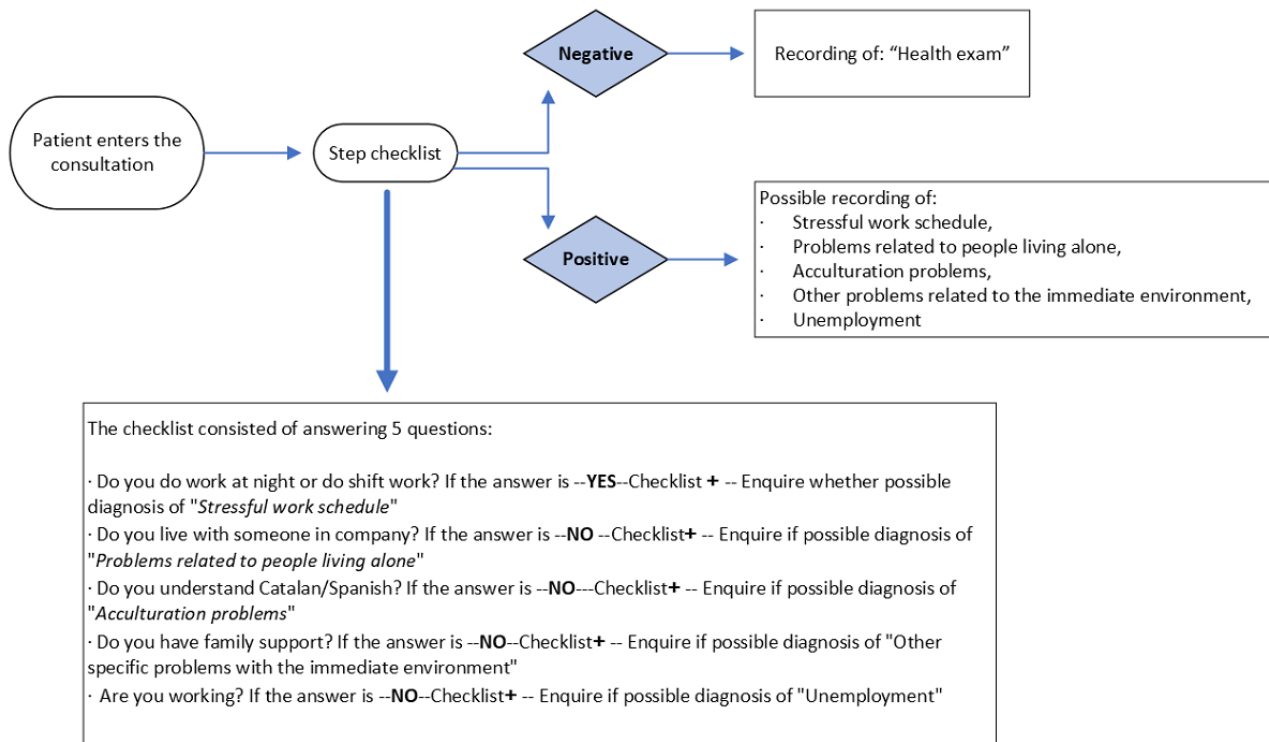 Negative
Recording of: “Health exam”
Patient enters the
consultation
Step checklist
Positive
Possible recording of:
· Stressful work schedule,
· Problems related to people living alone,
· Acculturation problems,
· Other problems related to the immediate environment,
· Unemployment
The checklist consisted of answering 5 questions:
· Do you do work at night or do shift work? If the answer is --YES--Checklist + -- Enquire whether possible
diagnosis of "Stressful work schedule"
· Do you live with someone in company? If the answer is --NO --Checklist+ -- Enquire if possible diagnosis of
"Problems related to people living alone"
· Do you understand Catalan/Spanish? If the answer is --NO---Checklist+ -- Enquire if possible diagnosis of
"Acculturation problems"
· Do you have family support? If the answer is --NO--Checklist+ -- Enquire if possible diagnosis of "Other
specific problems with the immediate environment"
· Are you working? If the answer is --NO--Checklist+ -- Enquire if possible diagnosis of "Unemployment"